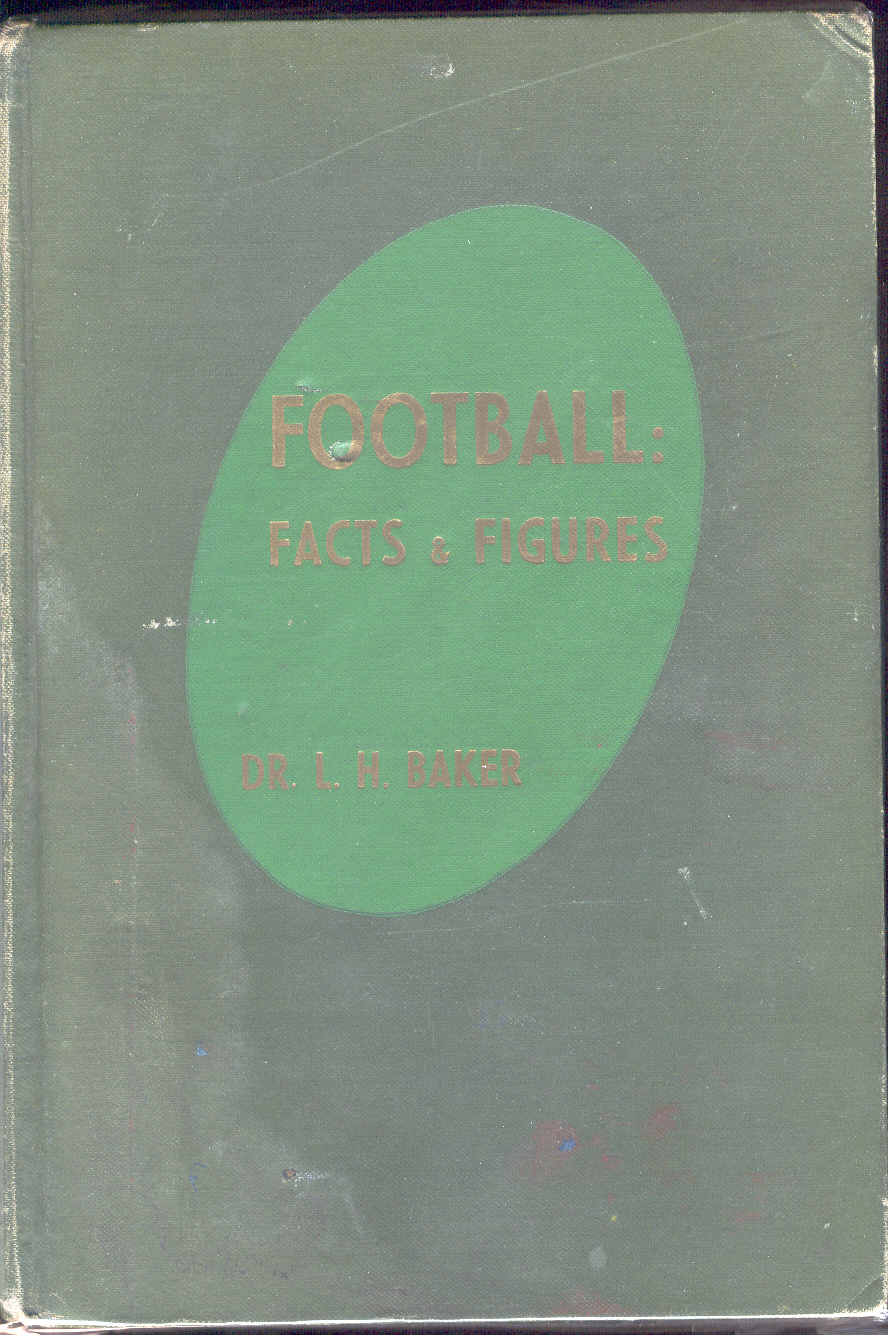 FOOTBALL:
FACTS & FIGURES
DR. L. H. BAKER